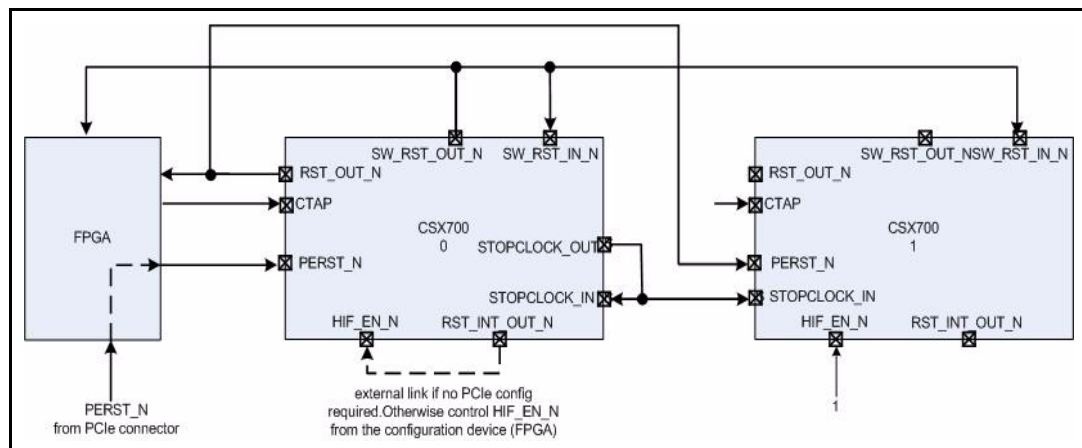 SW_RST_OUT_N
SW_RST_IN_N
SW_RST_OUT_N
SW_RST_IN_N
RST_OUT_N
RST_OUT_N
CTAP
CTAP
FPGA
CSX700
0
CSX700
1
STOPCLOCK_OUT
PERST_N
PERST_N
STOPCLOCK_IN
STOPCLOCK_IN
HIF_EN_N
RST_INT_OUT_N
HIF_EN_N
RST_INT_OUT_N
PERST_N
from PCIe connector
external link if no PCIe config
required.Otherwise control HIF_EN_N
from the configuration device (FPGA)
1